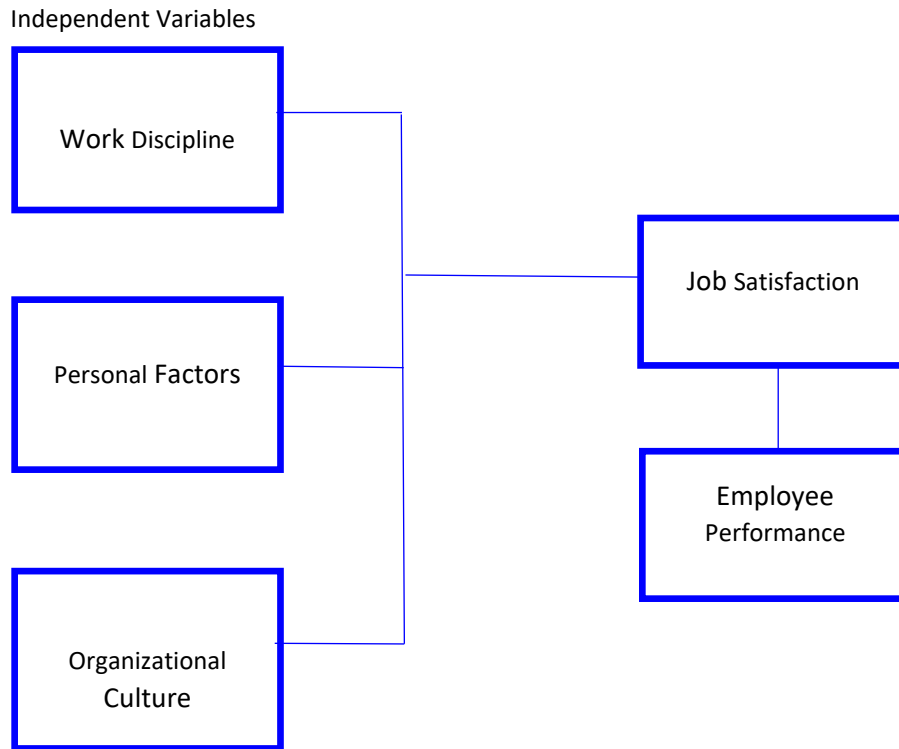 Independent Variables
Work Discipline
Job Satisfaction
Personal Factors
Employee
Performance
Organizational
Culture